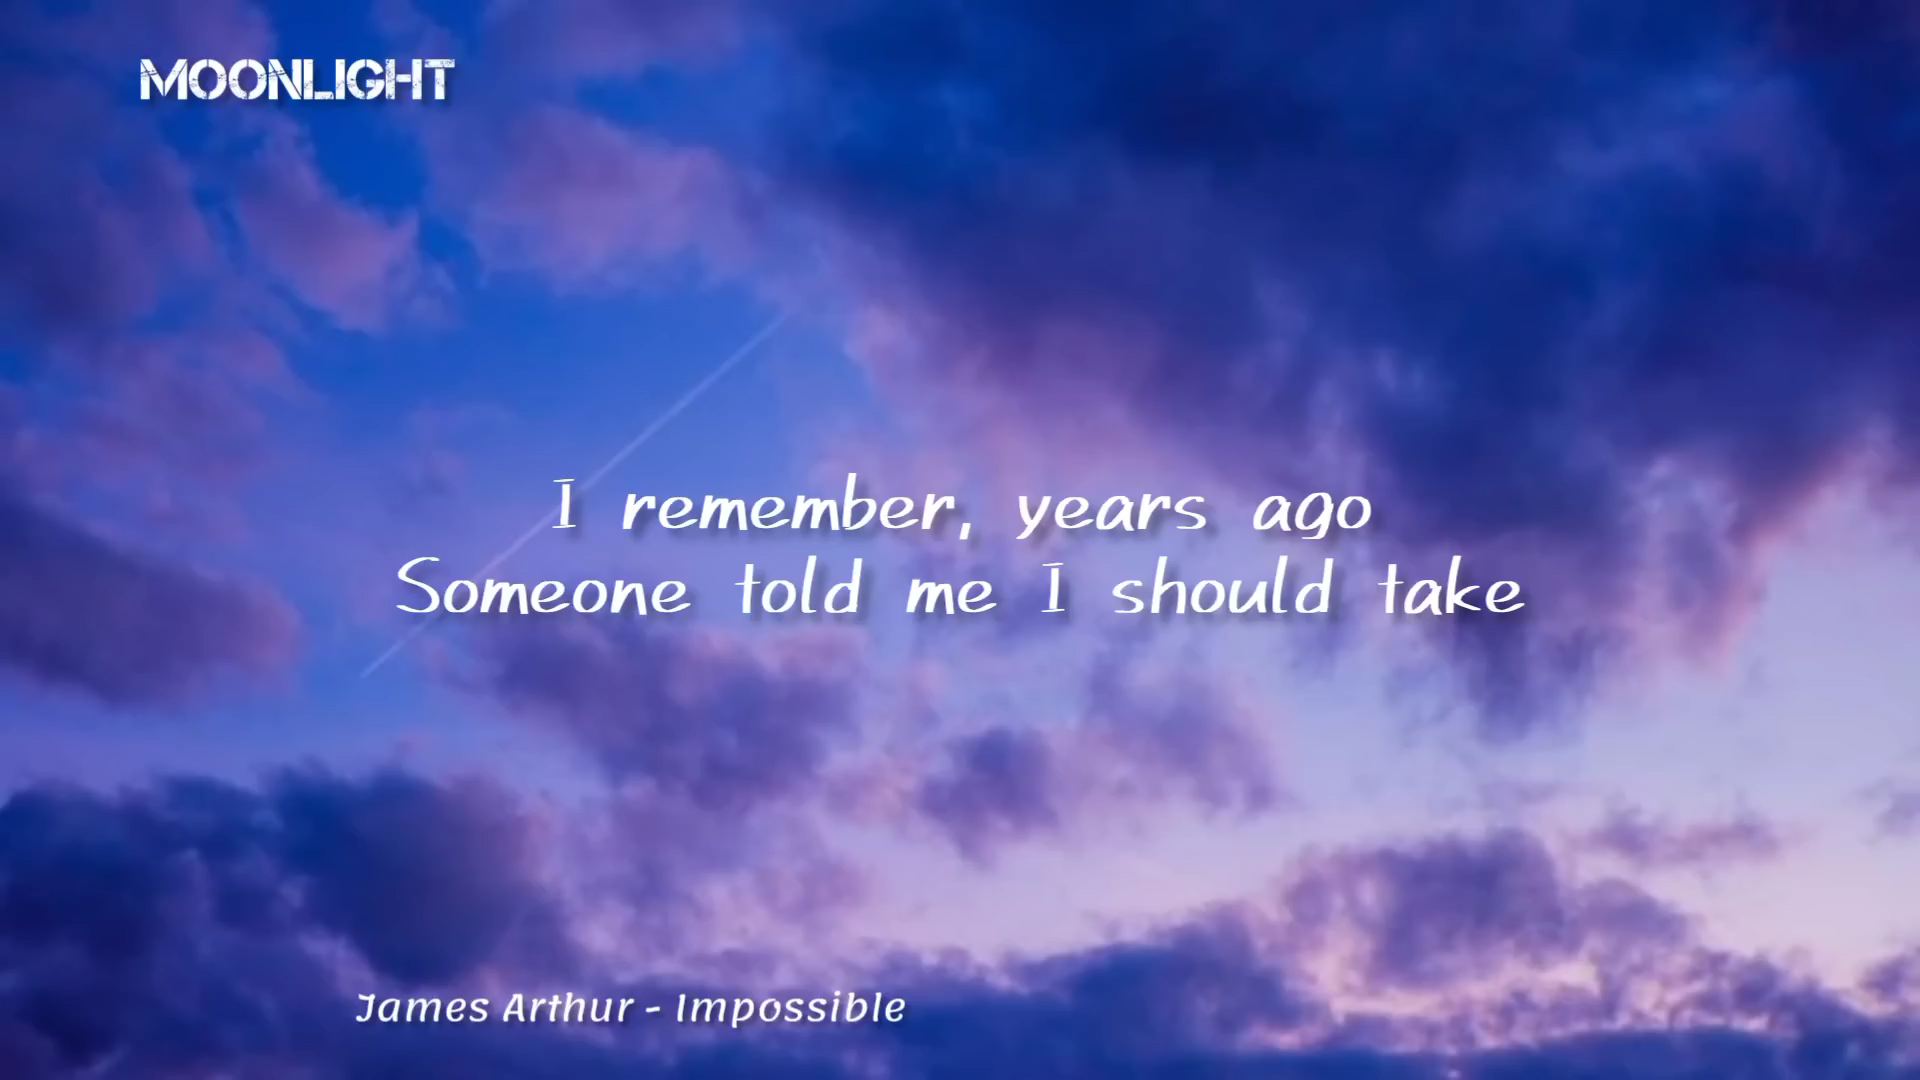 MOONLIGHT
I remember, years ago
Someone told me I should take
James Arthur - Impossible